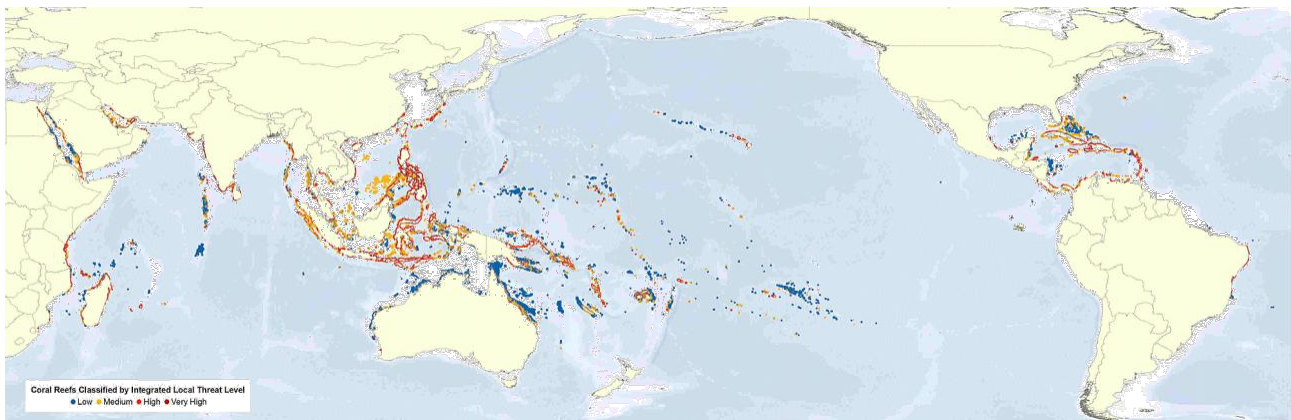 Coral Reefs Classified by Integrated Local Threat Level
Low Medium High Very High